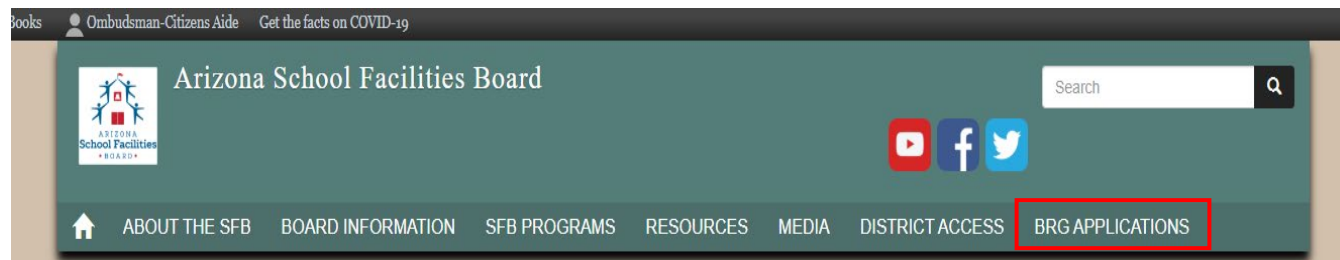 Books Ombudsman-Citizens Aide Get the facts on COVID-19
Arizona School Facilities Board
Search
ARIZONA
School Facilities
•BOARD•
ABOUT THE SFB BOARD INFORMATION SFB PROGRAMS RESOURCES MEDIA DISTRICT ACCESS BRG APPLICATIONS